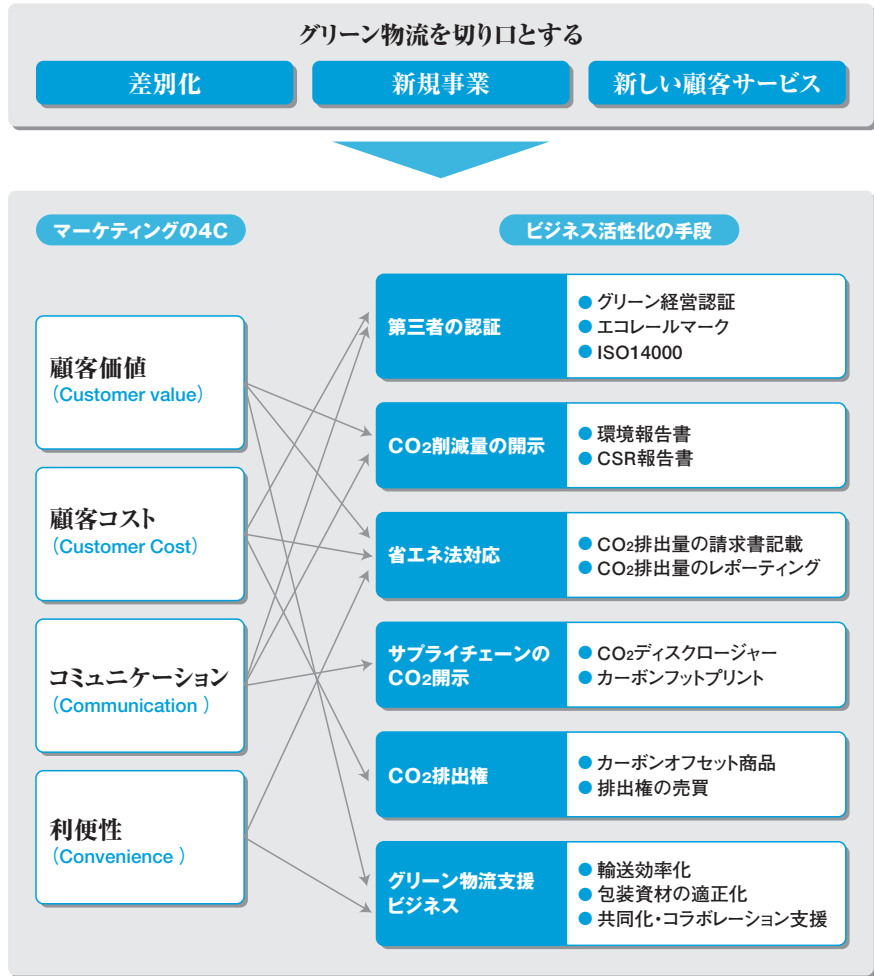 グリーン物流を切り口とする
差別化
新規事業
新しい顧客サービス
マーケティングの4C
ビジネス活性化の手段
顧客価値
(Customer value)
顧客コスト
(Customer Cost)
コミュニケーション
(Communication )
利便性
(Convenience )
第三者の認証
● グリーン経営認証
● エコレールマーク
● ISO14000
CO2削減量の開示
● 環境報告書
● CSR報告書
省エネ法対応
● CO2排出量の請求書記載
● CO2排出量のレポーティング
サプライチェーンの
CO2開示
● CO2ディスクロージャー
● カーボンフットプリント
CO2排出権
● カーボンオフセット商品
● 排出権の売買
グリーン物流支援
ビジネス
● 輸送効率化
● 包装資材の適正化
● 共同化・コラボレーション支援